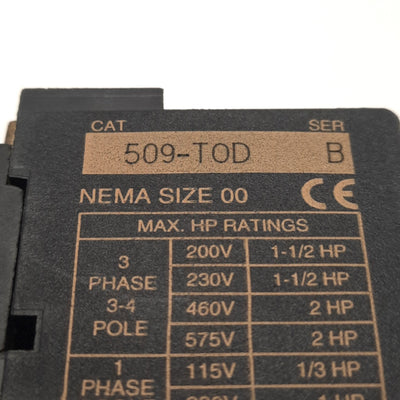 CAT SER
509-TOD B
NEMA SIZE 00 CE
MAX. HP RATINGS
3 PHASE 3-4 POLE
200V 1-1/2 HP
230V 1-1/2 HP
460V 2 HP
575V 2 HP
1 PHASE
115V 1/3 HP
1 HP